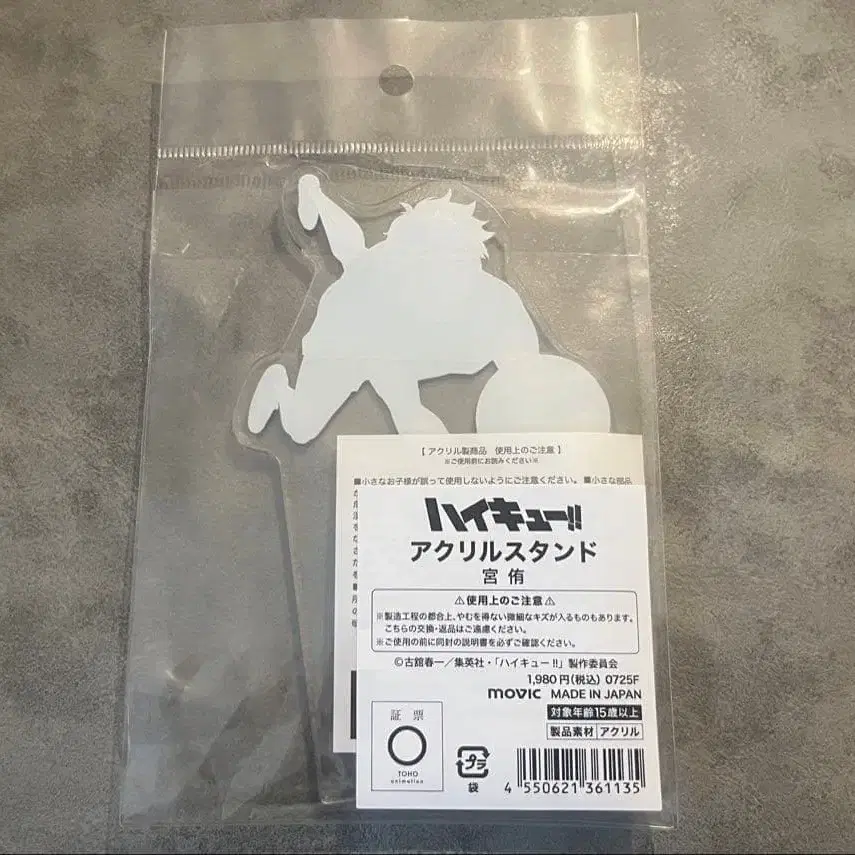 【 アクリル製商品 使用上のご注意 】
※ご使用前にお読みください※
■小さなお子様が誤って使用しないようにご注意ください。 ■小さな部品
ハイキュー!!
アクリルスタンド
宮 侑
⚠使用上のご注意⚠
※製造工程の都合上、やむを得ない微細なキズが入るものもあります。
こちらの交換・返品はご遠慮ください。
※ご使用の前に同封の説明書を必ずご確認ください。
©古舘春一/集英社・「ハイキュー!!」製作委員会
1,980円(税込) 0725F
movic MADE IN JAPAN
対象年齢15歳以上
製品素材 アクリル
証 票
TOHO
animation
プラ
袋
4 550621 361135